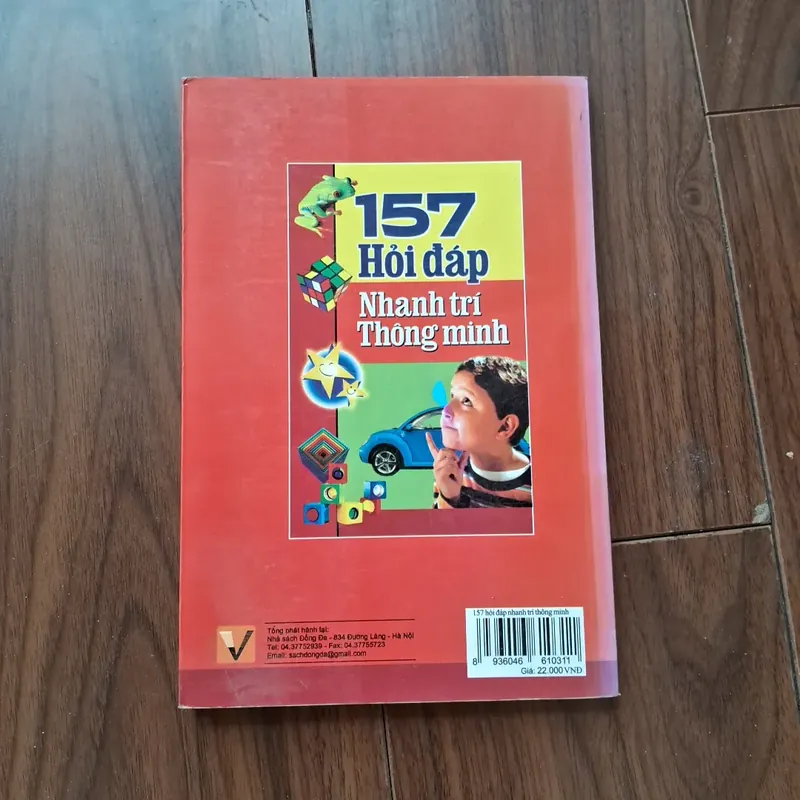 157
Hỏi đáp
Nhanh trí
Thông minh
Tổng phát hành tại:
Nhà sách Đống Đa - 834 Đường Láng - Hà Nội
Tel: 04.37752939 - Fax: 04.37755723
Email: sachdongda@gmail.com
157 hỏi đáp nhanh trí thông minh
8 936046 610311
Giá: 22.000 VNĐ